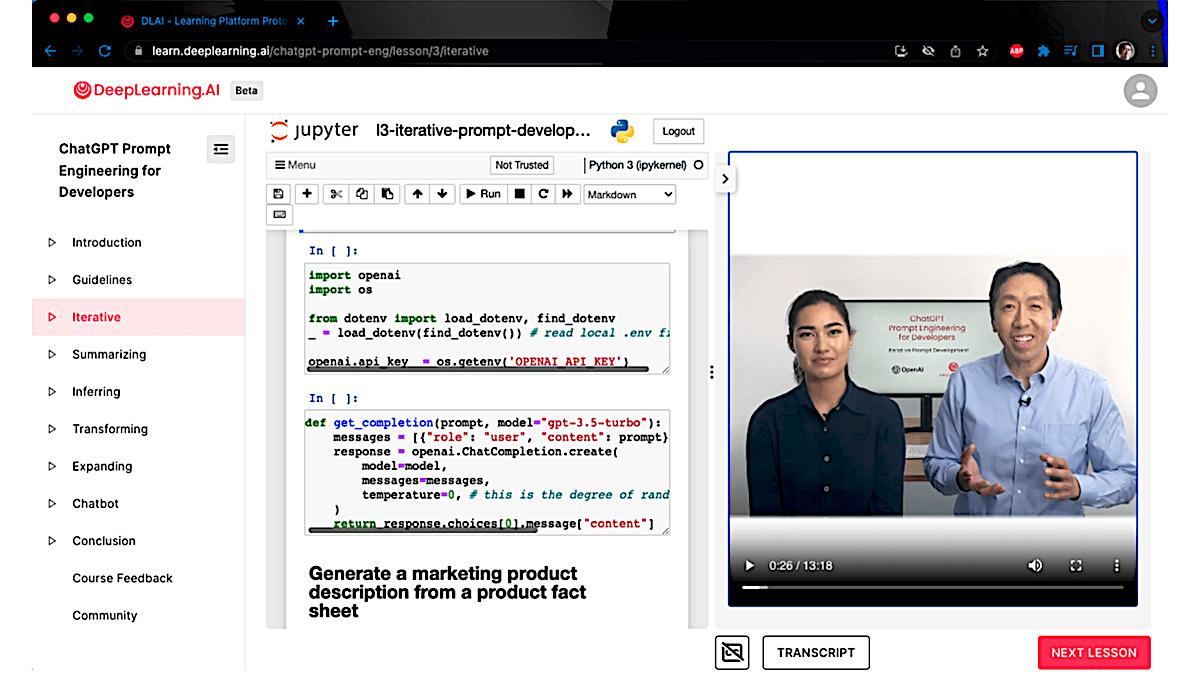 DLAI - Learning Platform Proto
learn.deeplearning.ai/chatgpt-prompt-eng/lesson/3/iterative
ABP
DeepLearning.AI Beta
ChatGPT Prompt
Engineering for
Developers
Introduction
Guidelines
Iterative
Summarizing
Inferring
Transforming
Expanding
Chatbot
Conclusion
Course Feedback
Community
jupyter l3-iterative-prompt-develop... Logout
Menu Not Trusted Python 3 (ipykernel)
Run Markdown
In [ ]:
import openai
import os
from dotenv import load_dotenv, find_dotenv
_ = load_dotenv(find_dotenv()) # read local .env fi
openai.api_key = os.getenv('OPENAI_API_KEY')
In [ ]:
def get_completion(prompt, model="gpt-3.5-turbo"):
messages = [{"role": "user", "content": prompt}
response = openai.ChatCompletion.create(
model=model,
messages=messages,
temperature=0, # this is the degree of rand
)
return response.choices[0].message["content"]
Generate a marketing product
description from a product fact
sheet
ChatGPT
Prompt Engineering
for Developers
Iterative Prompt Development
OpenAI
0:26 / 13:18
TRANSCRIPT
NEXT LESSON